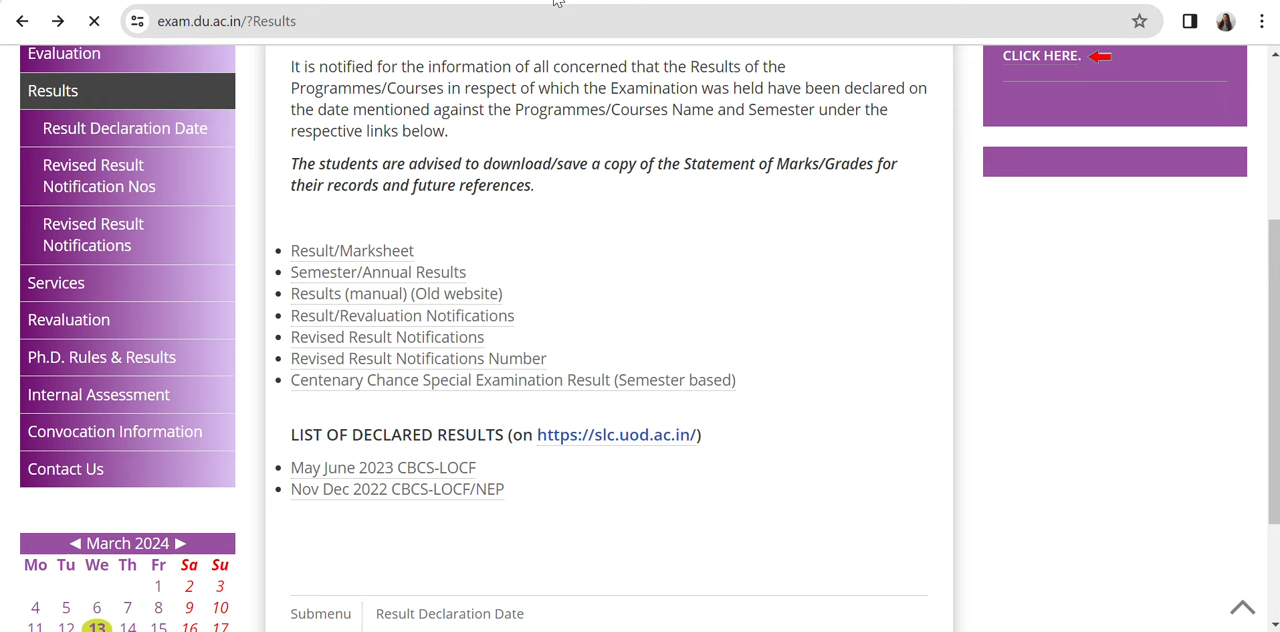 exam.du.ac.in/?Results
Evaluation
Results
Result Declaration Date
Revised Result
Notification Nos
Revised Result
Notifications
Services
Revaluation
Ph.D. Rules & Results
Internal Assessment
Convocation Information
Contact Us
◀ March 2024 ▶
Mo Tu We Th Fr Sa Su
1 2 3
4 5 6 7 8 9 10
11 12 13 14 15 16 17
It is notified for the information of all concerned that the Results of the
Programmes/Courses in respect of which the Examination was held have been declared on
the date mentioned against the Programmes/Courses Name and Semester under the
respective links below.
The students are advised to download/save a copy of the Statement of Marks/Grades for
their records and future references.
• Result/Marksheet
• Semester/Annual Results
• Results (manual) (Old website)
• Result/Revaluation Notifications
• Revised Result Notifications
• Revised Result Notifications Number
• Centenary Chance Special Examination Result (Semester based)
LIST OF DECLARED RESULTS (on https://slc.uod.ac.in/)
• May June 2023 CBCS-LOCF
• Nov Dec 2022 CBCS-LOCF/NEP
Submenu Result Declaration Date
CLICK HERE.